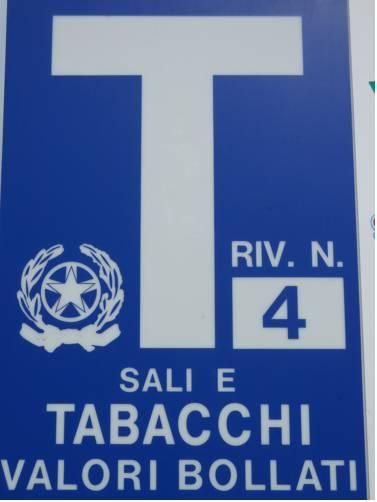 T
RIV. N.
4
SALI E
TABACCHI
VALORI BOLLATI